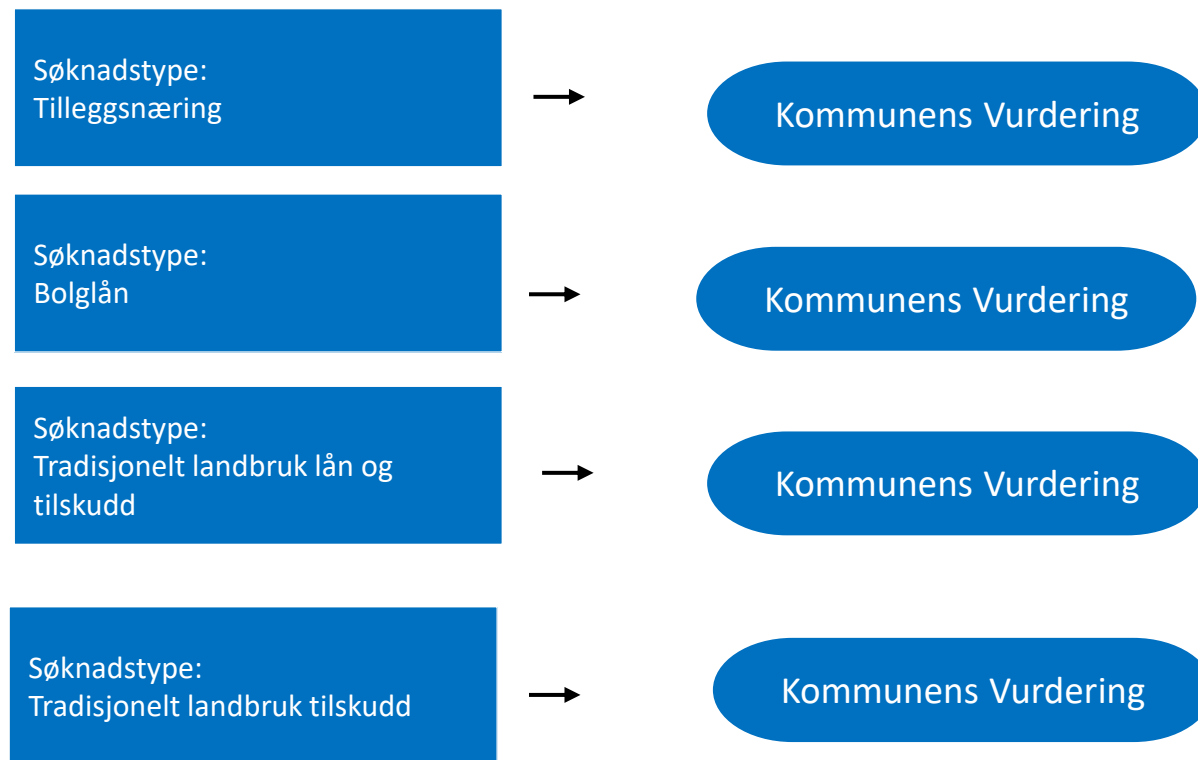 Søknadstype:
Tilleggsnæring
Kommunens Vurdering
Søknadstype:
Bolglån
Kommunens Vurdering
Søknadstype:
Tradisjonelt landbruk lån og
tilskudd
Kommunens Vurdering
Søknadstype:
Tradisjonelt landbruk tilskudd
Kommunens Vurdering